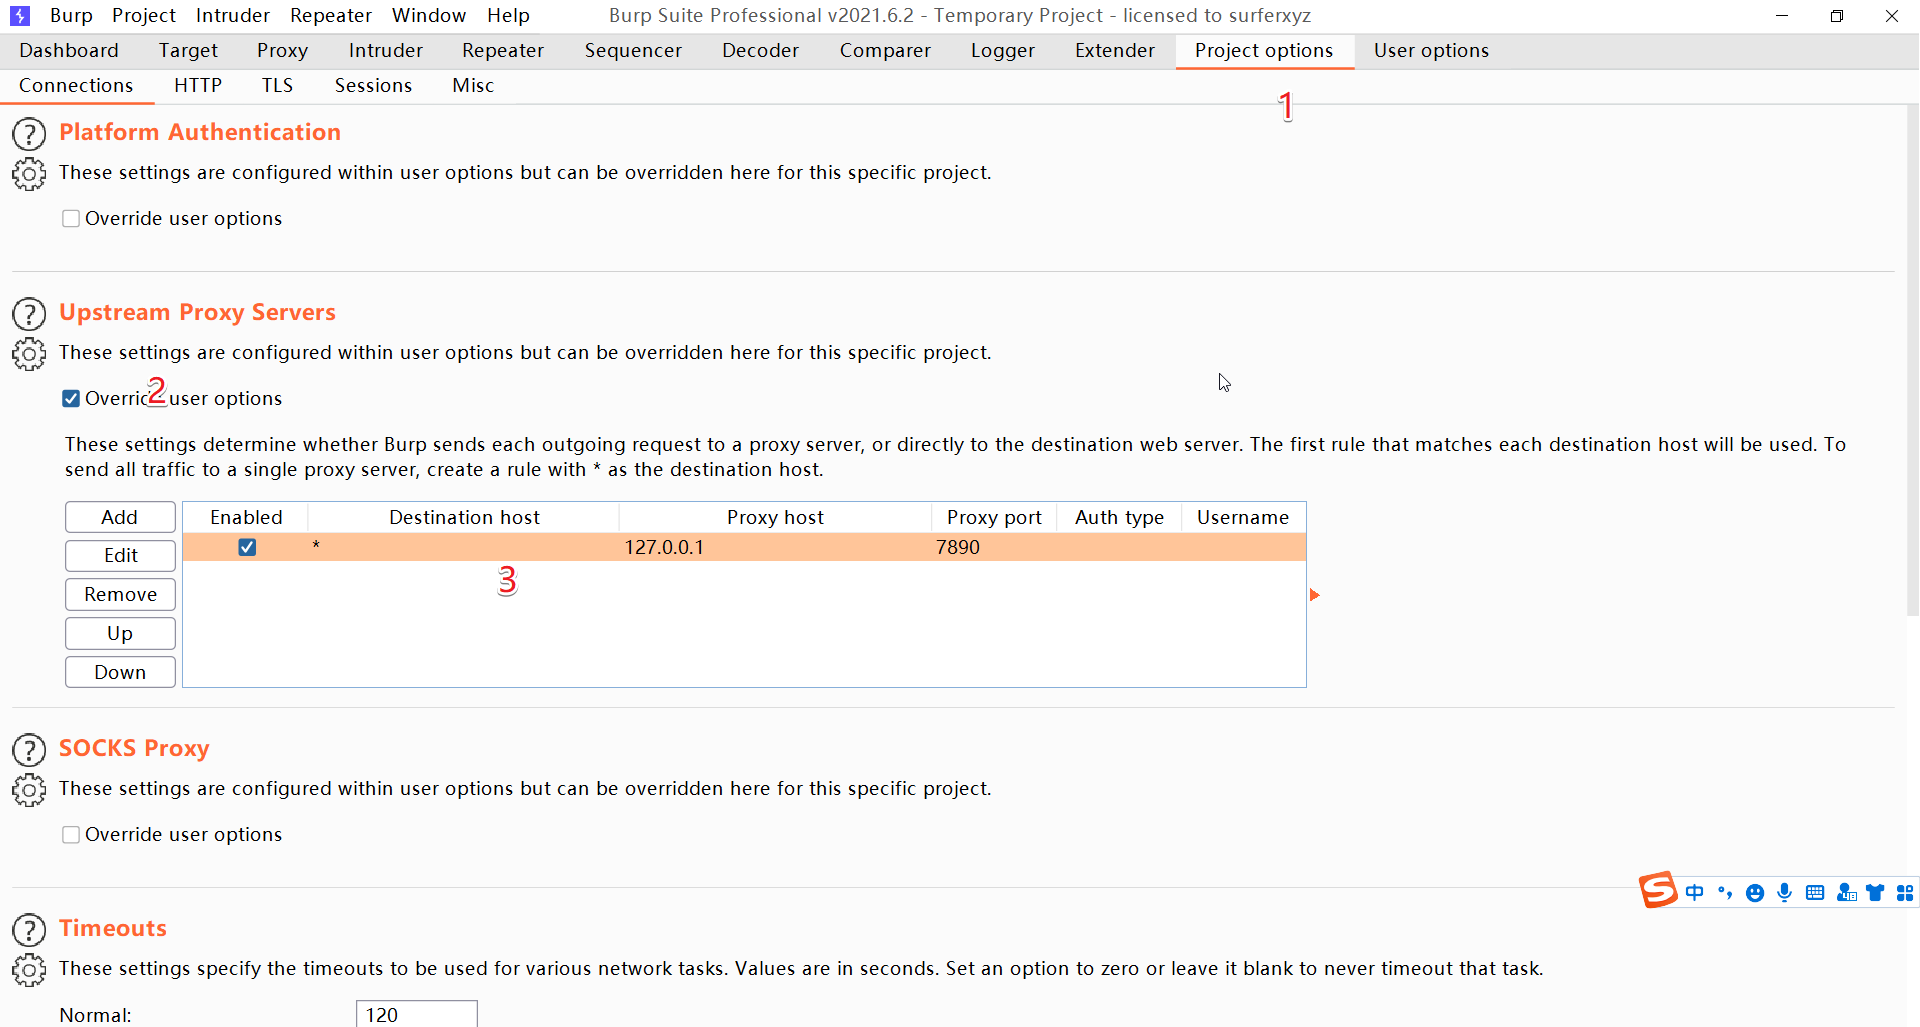 Burp Project Intruder Repeater Window Help Burp Suite Professional v2021.6.2 - Temporary Project - licensed to surferxyz
Dashboard Target Proxy Intruder Repeater Sequencer Decoder Comparer Logger Extender Project options User options
Connections HTTP TLS Sessions Misc
1
? Platform Authentication
These settings are configured within user options but can be overridden here for this specific project.
Override user options
? Upstream Proxy Servers
These settings are configured within user options but can be overridden here for this specific project.
Override user options
2
These settings determine whether Burp sends each outgoing request to a proxy server, or directly to the destination web server. The first rule that matches each destination host will be used. To
send all traffic to a single proxy server, create a rule with * as the destination host.
Add Enabled Destination host Proxy host Proxy port Auth type Username
* 127.0.0.1 7890
Edit
3
Remove
Up
Down
? SOCKS Proxy
These settings are configured within user options but can be overridden here for this specific project.
Override user options
S 中 °,
? Timeouts
These settings specify the timeouts to be used for various network tasks. Values are in seconds. Set an option to zero or leave it blank to never timeout that task.
Normal: 120